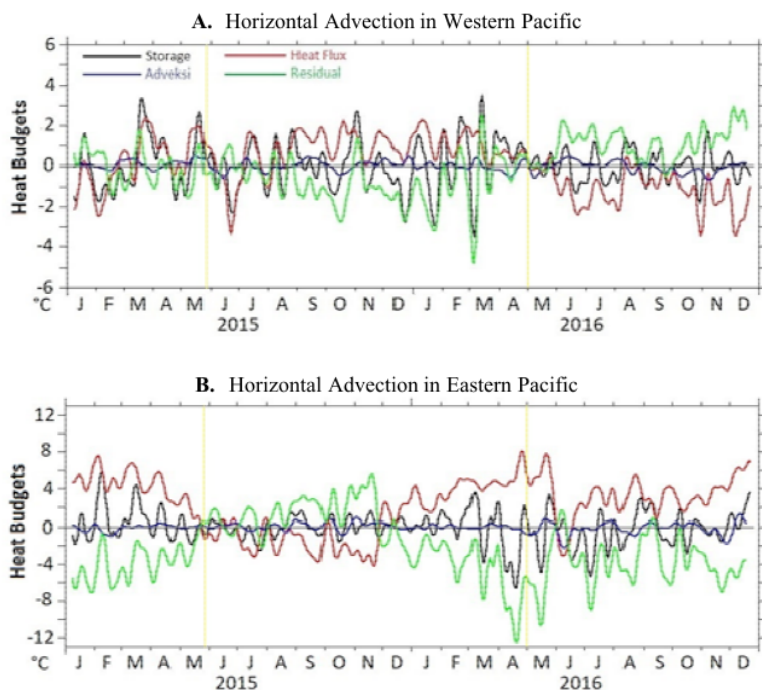 A. Horizontal Advection in Western Pacific
6
Storage
Heat Flux
Adveksi
Residual
4
2
0
-2
-4
-6
Heat Budgets
°C J F M A M J J A S O N D J F M A M J J A S O N D
2015 2016
B. Horizontal Advection in Eastern Pacific
12
8
4
0
-4
-8
-12
Heat Budgets
°C J F M A M J J A S O N D J F M A M J J A S O N D
2015 2016